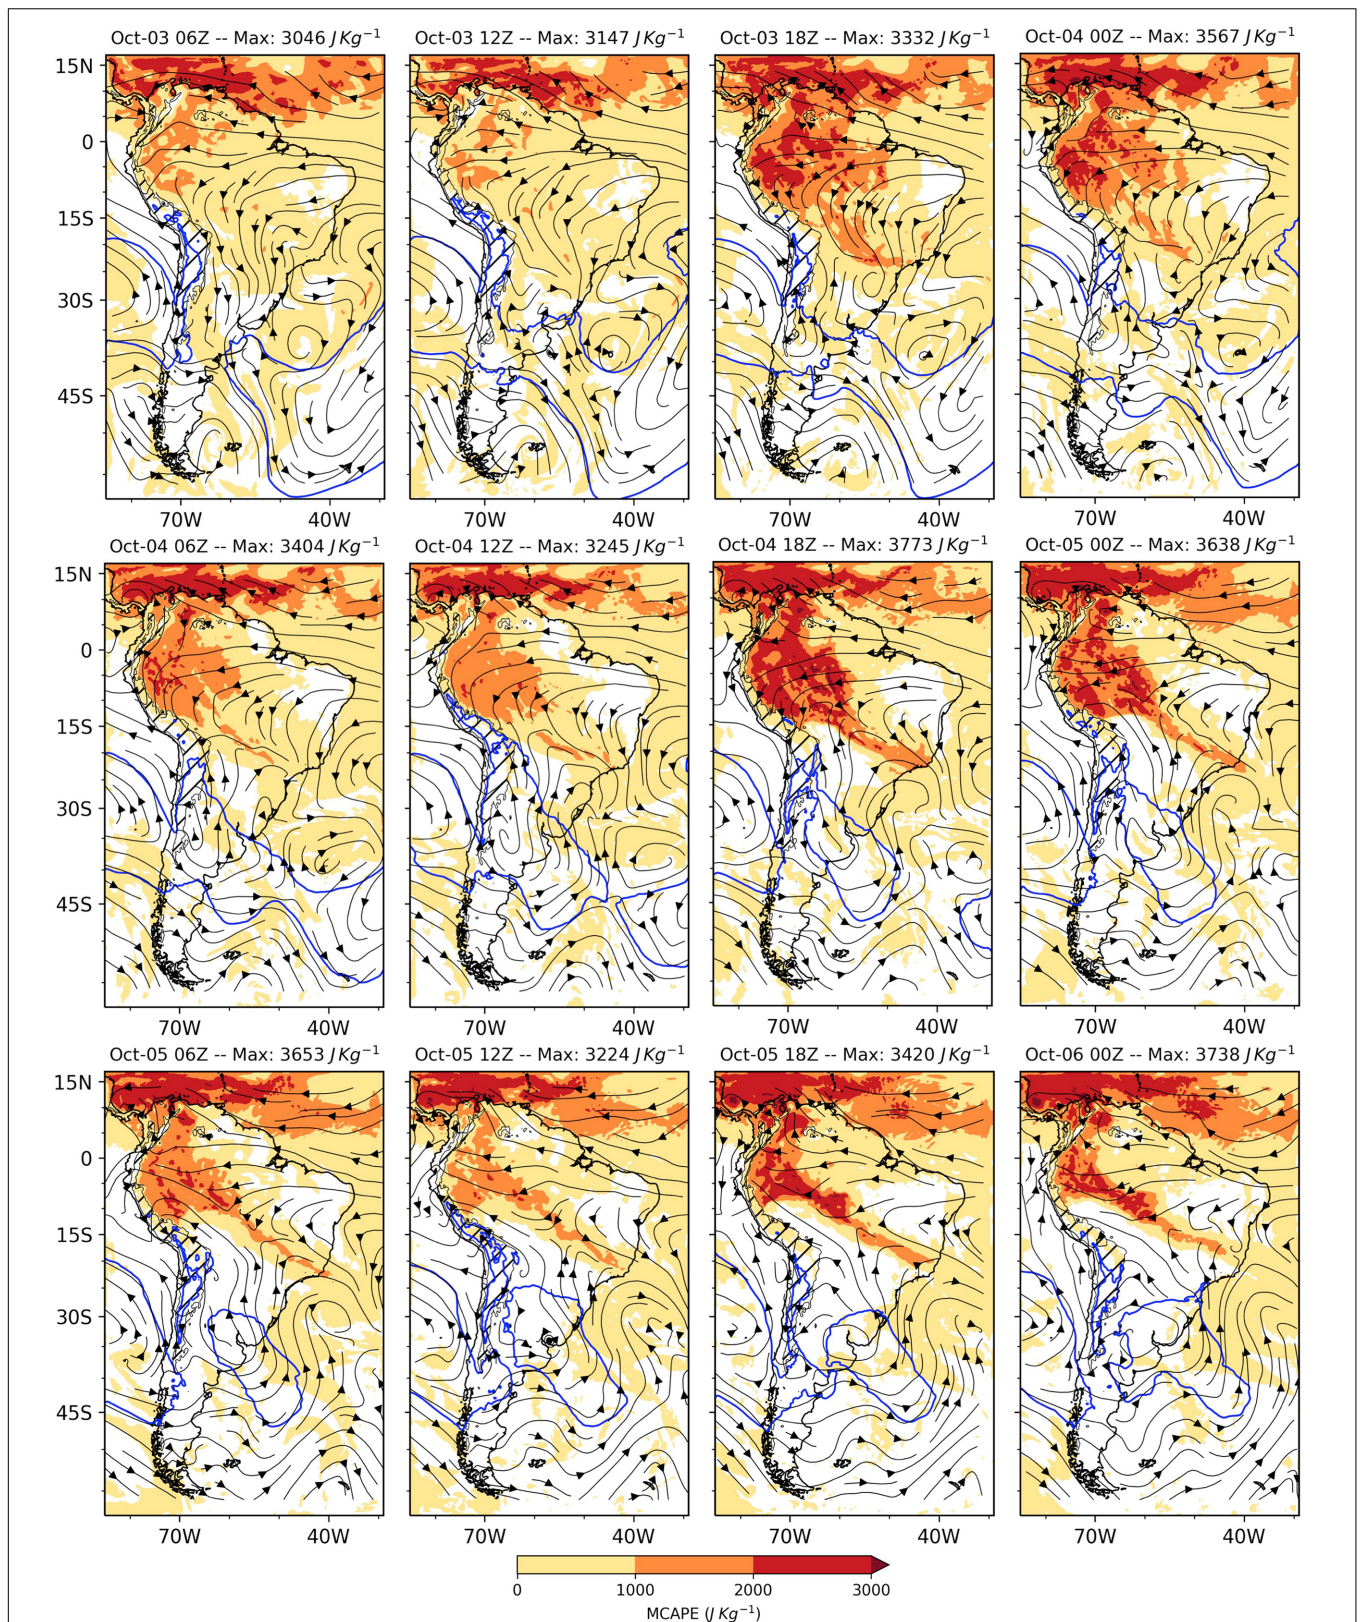 Oct-03 06Z -- Max: 3046 J Kg⁻¹
Oct-03 12Z -- Max: 3147 J Kg⁻¹
Oct-03 18Z -- Max: 3332 J Kg⁻¹
Oct-04 00Z -- Max: 3567 J Kg⁻¹
15N
0
15S
30S
45S
70W 40W
70W 40W
70W 40W
70W 40W
Oct-04 06Z -- Max: 3404 J Kg⁻¹
Oct-04 12Z -- Max: 3245 J Kg⁻¹
Oct-04 18Z -- Max: 3773 J Kg⁻¹
Oct-05 00Z -- Max: 3638 J Kg⁻¹
15N
0
15S
30S
45S
70W 40W
70W 40W
70W 40W
70W 40W
Oct-05 06Z -- Max: 3653 J Kg⁻¹
Oct-05 12Z -- Max: 3224 J Kg⁻¹
Oct-05 18Z -- Max: 3420 J Kg⁻¹
Oct-06 00Z -- Max: 3738 J Kg⁻¹
15N
0
15S
30S
45S
70W 40W
70W 40W
70W 40W
70W 40W
0 1000 2000 3000
MCAPE (J Kg⁻¹)